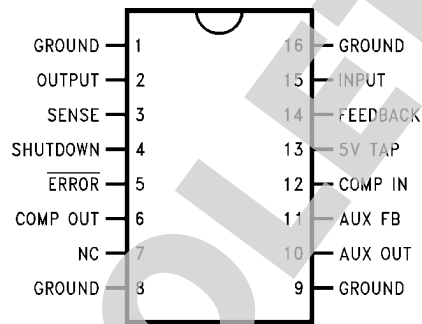 GROUND 1 16 GROUND
OUTPUT 2 15 INPUT
SENSE 3 14 FEEDBACK
SHUTDOWN 4 13 5V TAP
ERROR 5 12 COMP IN
COMP OUT 6 11 AUX FB
NC 7 10 AUX OUT
GROUND 8 9 GROUND